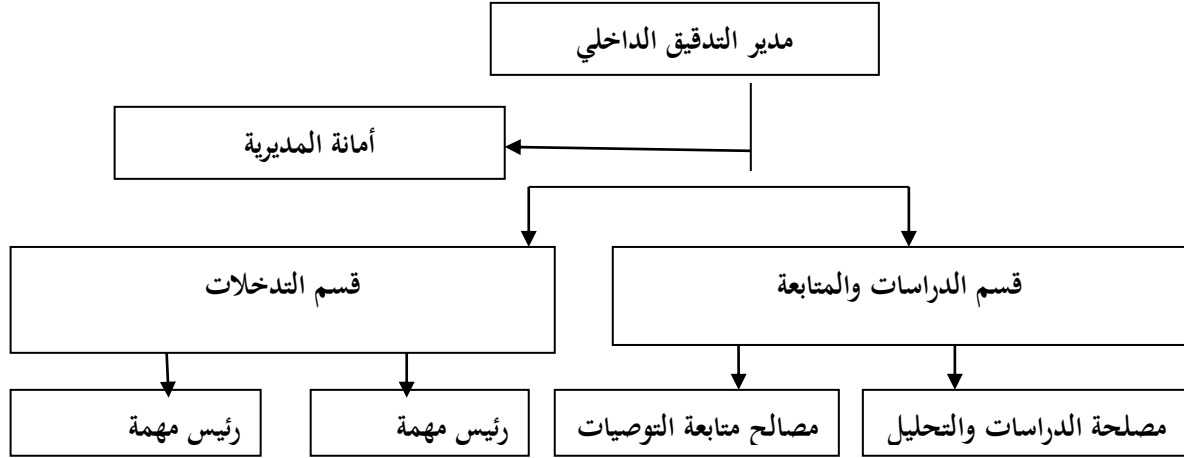 مدير التدقيق الداخلي
أمانة المديرية
قسم الدراسات والمتابعة
قسم التدخلات
مصلحة الدراسات والتحليل
مصالح متابعة التوصيات
رئيس مهمة
رئيس مهمة